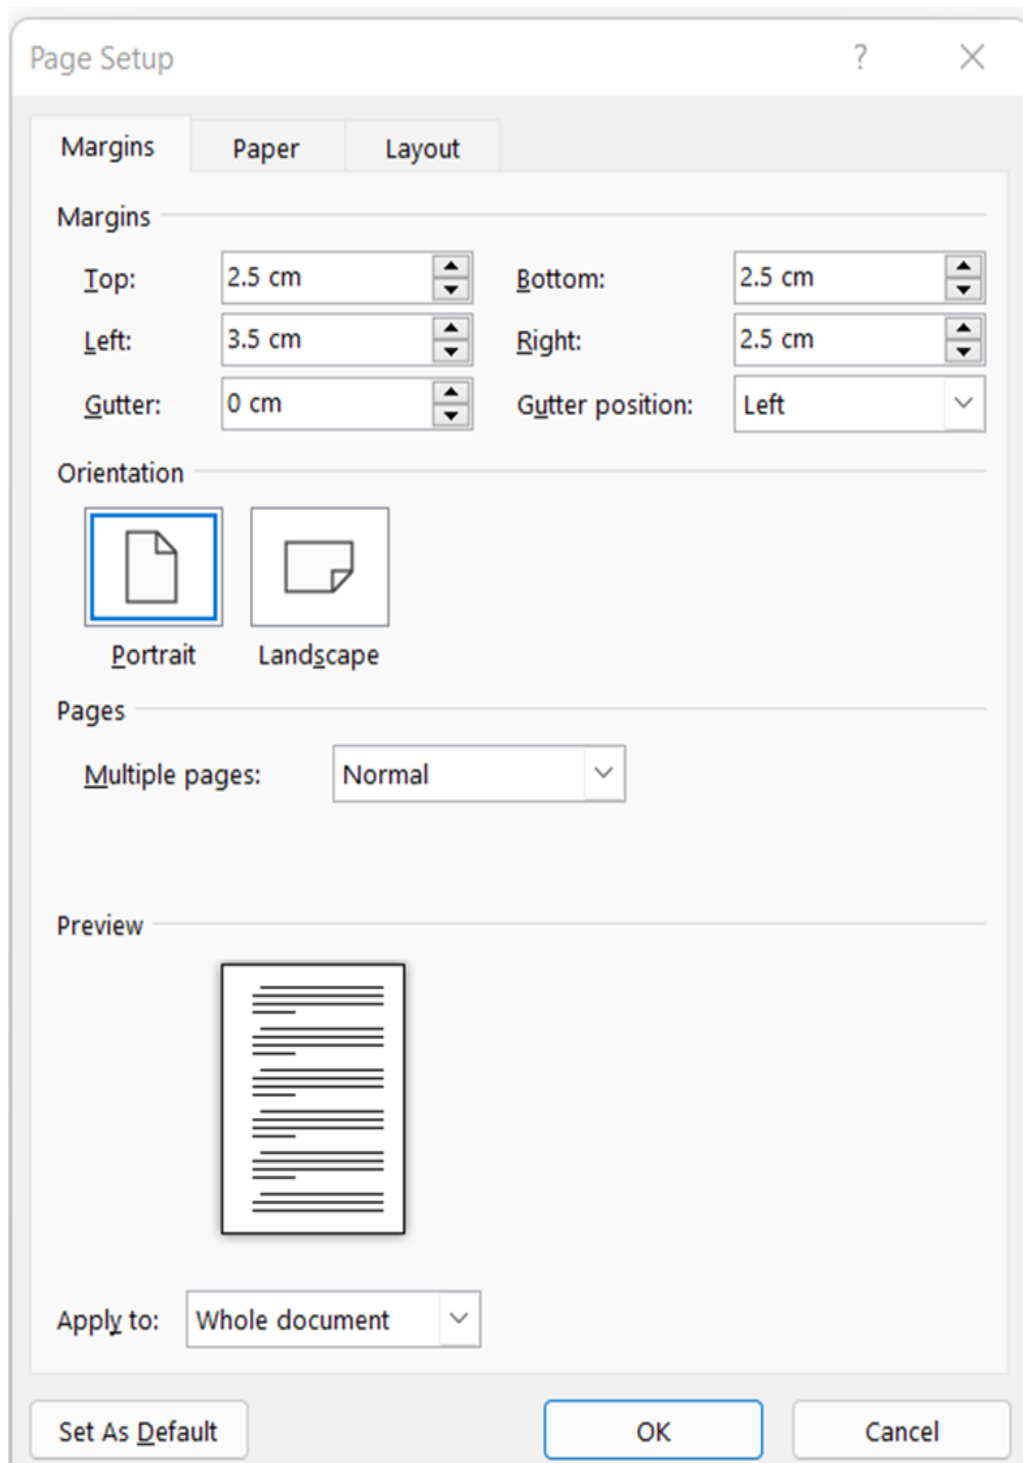 Page Setup ?
Margins Paper Layout
Margins
Top: 2.5 cm Bottom: 2.5 cm
Left: 3.5 cm Right: 2.5 cm
Gutter: 0 cm Gutter position: Left
Orientation
Portrait Landscape
Pages
Multiple pages: Normal
Preview
Apply to: Whole document
Set As Default OK Cancel